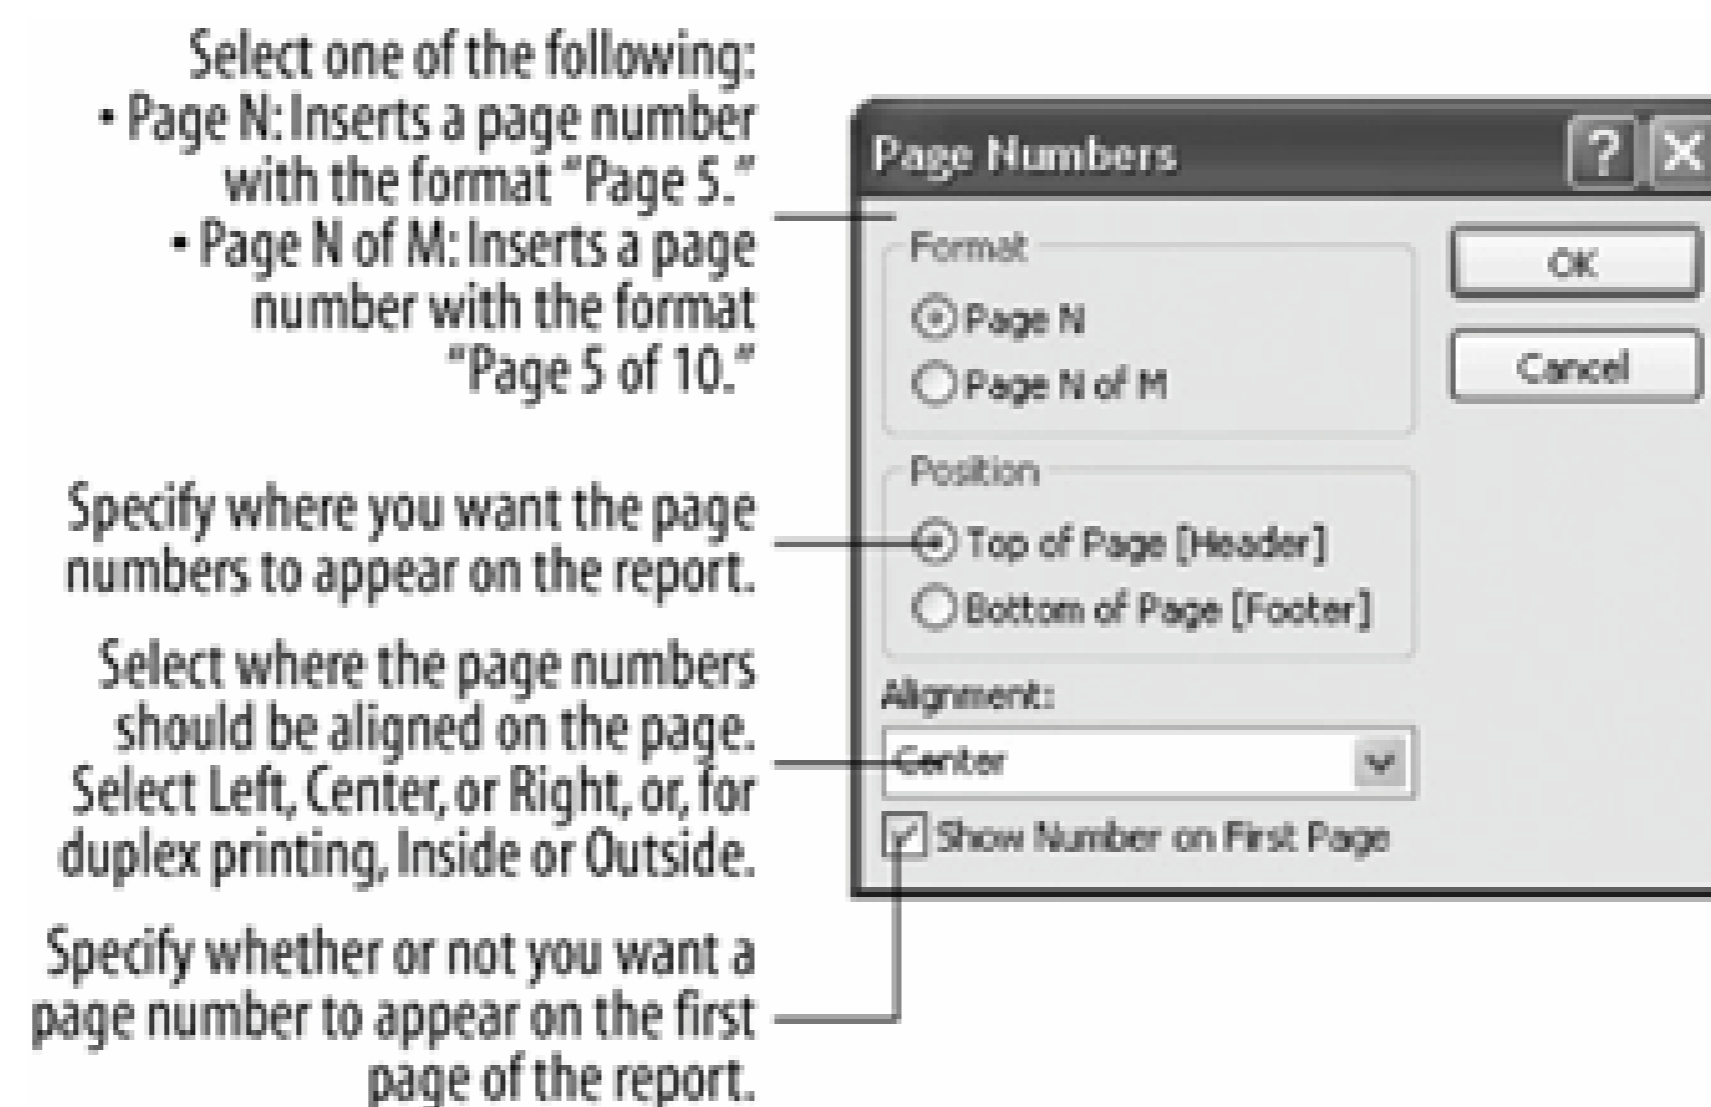 Select one of the following:
• Page N: Inserts a page number
with the format "Page 5."
• Page N of M: Inserts a page
number with the format
"Page 5 of 10."
Specify where you want the page
numbers to appear on the report.
Select where the page numbers
should be aligned on the page.
Select Left, Center, or Right, or, for
duplex printing, Inside or Outside.
Specify whether or not you want a
page number to appear on the first
page of the report.
Page Numbers
Format
Page N
Page N of M
OK
Cancel
Position
Top of Page [Header]
Bottom of Page [Footer]
Alignment:
Center
Show Number on First Page